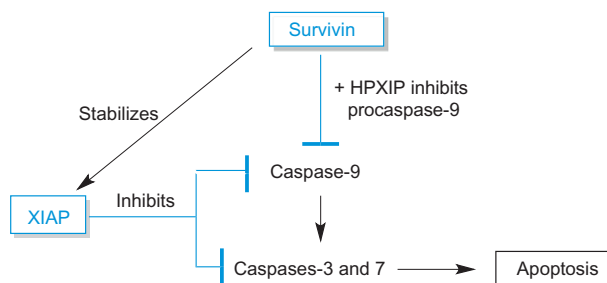 Survivin
+ HPXIP inhibits
procaspase-9
Stabilizes
Caspase-9
Inhibits
XIAP
Caspases-3 and 7
Apoptosis